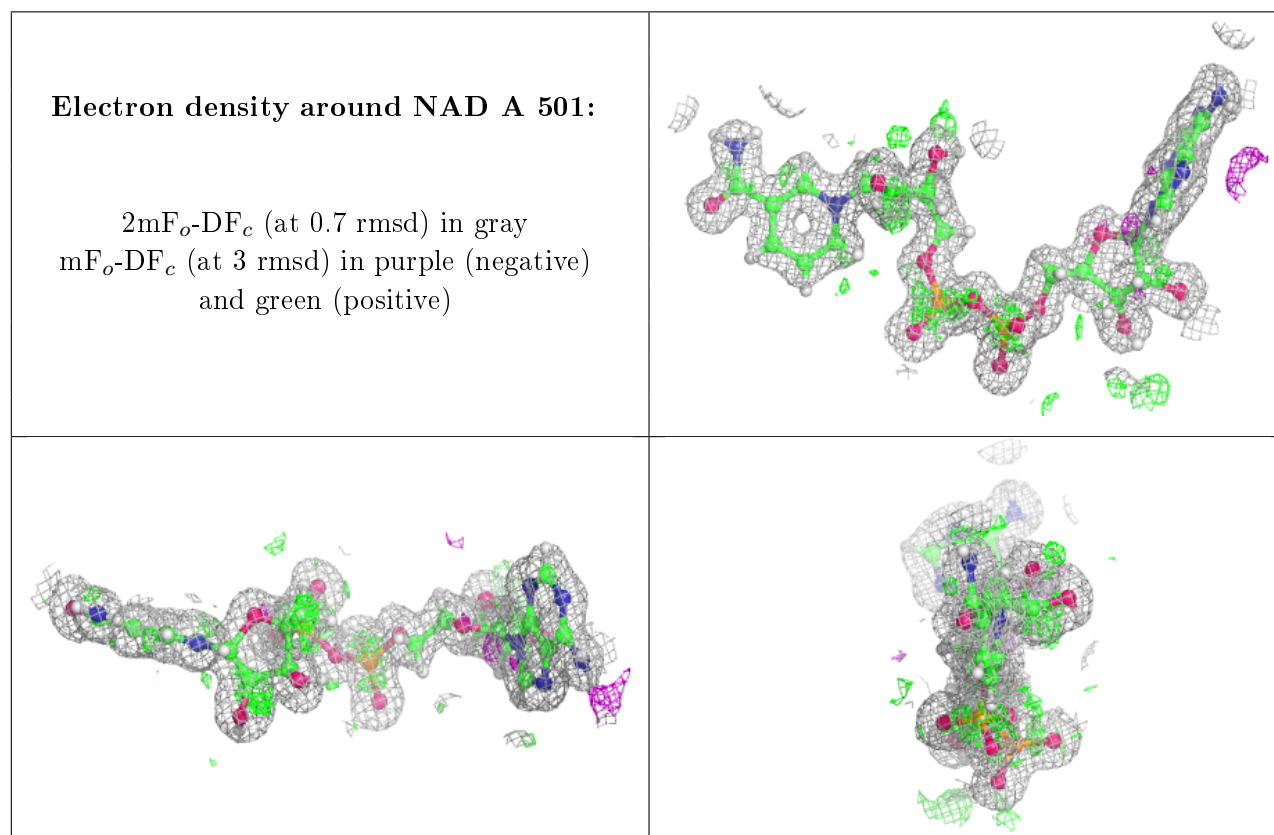 Electron density around NAD A 501:
2mFo-DFc (at 0.7 rmsd) in gray
mFo-DFc (at 3 rmsd) in purple (negative)
and green (positive)